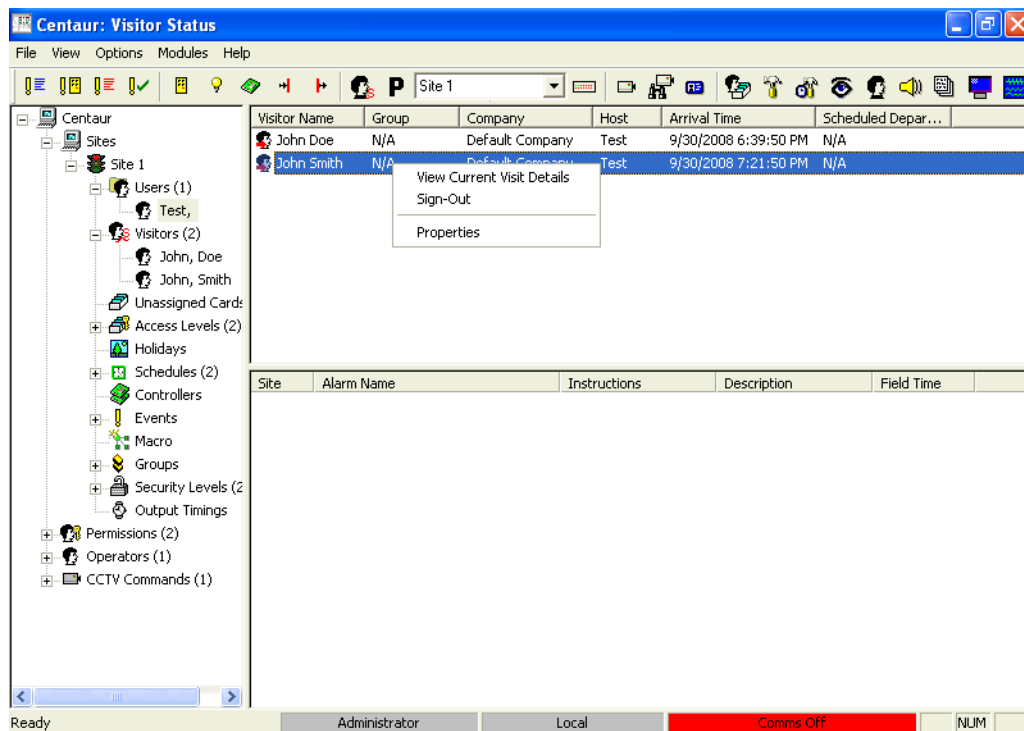 Centaur: Visitor Status
File View Options Modules Help
P Site 1
Centaur
Sites
Site 1
Users (1)
Test,
Visitors (2)
John, Doe
John, Smith
Unassigned Cards
Access Levels (2)
Holidays
Schedules (2)
Controllers
Events
Macro
Groups
Security Levels (2
Output Timings
Permissions (2)
Operators (1)
CCTV Commands (1)
Visitor Name Group Company Host Arrival Time Scheduled Depar...
John Doe N/A Default Company Test 9/30/2008 6:39:50 PM N/A
John Smith N/A Default Company Test 9/30/2008 7:21:50 PM N/A
View Current Visit Details
Sign-Out
Properties
Site Alarm Name Instructions Description Field Time
Ready Administrator Local Comms Off NUM